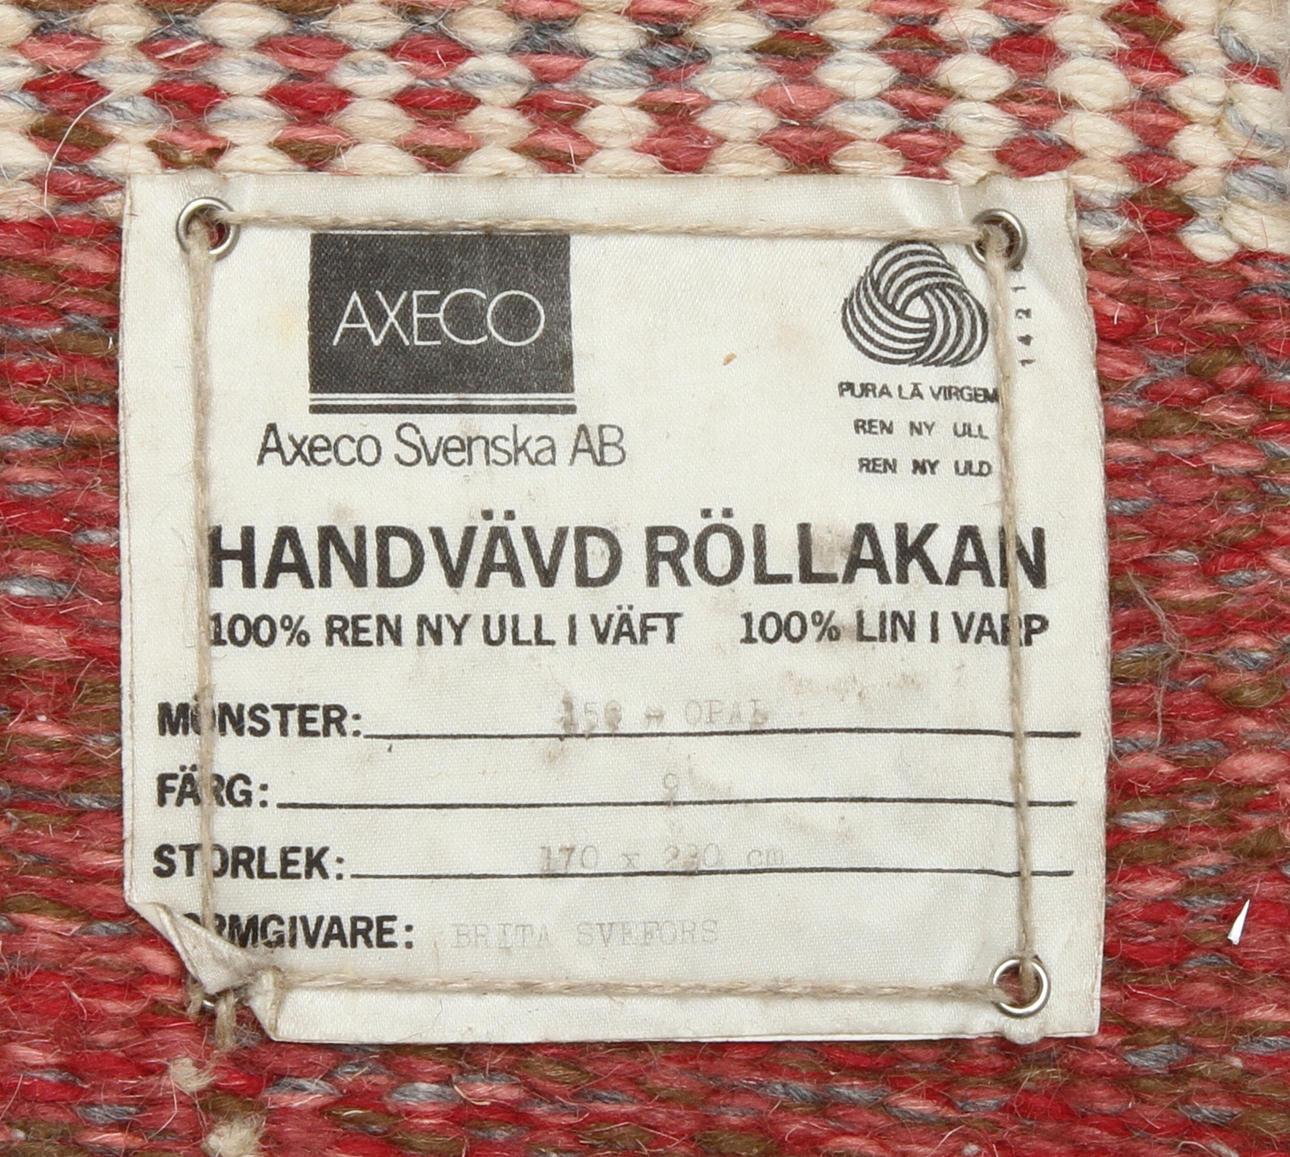 AXECO
Axeco Svenska AB
1421
PURA LÃ VIRGEM
REN NY ULL
REN NY ULD
HANDVÄVD RÖLLAKAN
100% REN NY ULL I VÄFT 100% LIN I VARP
MÖNSTER: OPAL
FÄRG: 9
STORLEK: 170 x 230 cm
FORMGIVARE: BRITA SVEFORS